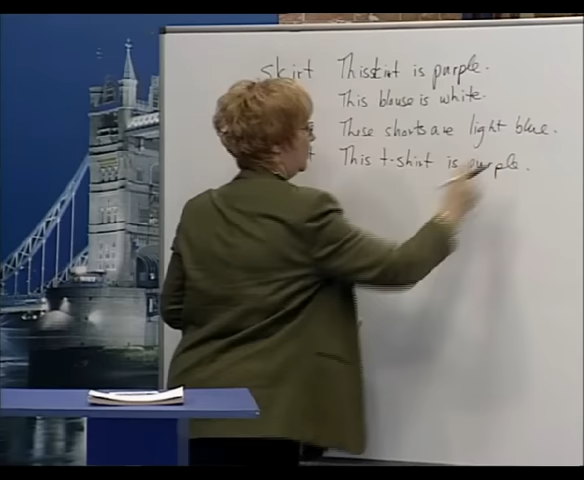 skirt This skirt is purple.
This blouse is white.
These shorts are light blue.
This t-shirt is purple.